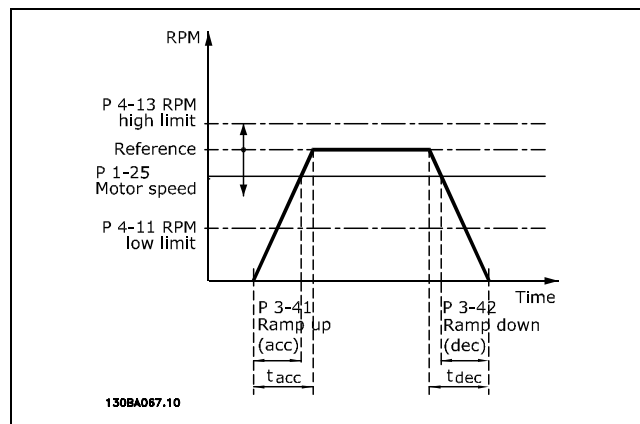 RPM
P 4-13 RPM
high limit
Reference
P 1-25
Motor speed
P 4-11 RPM
low limit
Time
P 3-41
Ramp up
(acc)
P 3-42
Ramp down
(dec)
tacc
tdec
130BA067.10